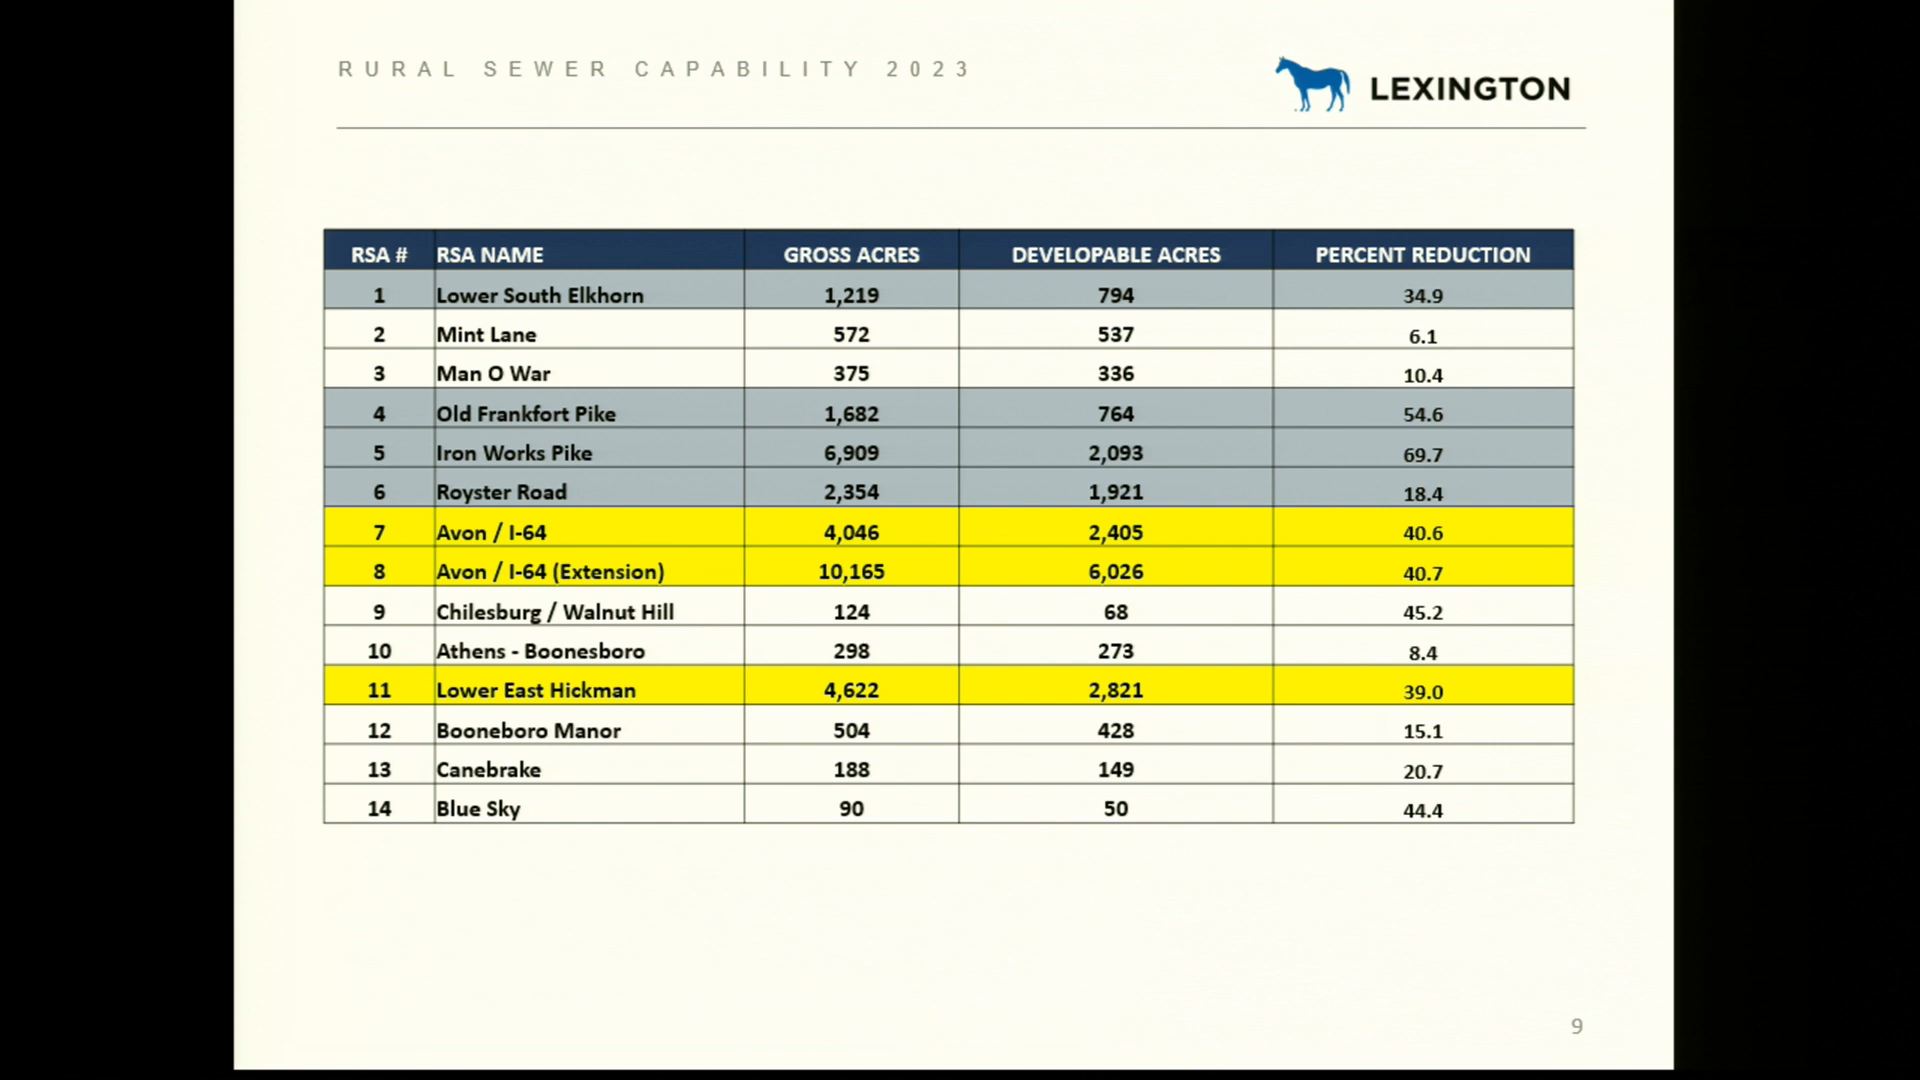 RURAL SEWER CAPABILITY 2023
LEXINGTON
RSA # RSA NAME GROSS ACRES DEVELOPABLE ACRES PERCENT REDUCTION
1 Lower South Elkhorn 1,219 794 34.9
2 Mint Lane 572 537 6.1
3 Man O War 375 336 10.4
4 Old Frankfort Pike 1,682 764 54.6
5 Iron Works Pike 6,909 2,093 69.7
6 Royster Road 2,354 1,921 18.4
7 Avon / I-64 4,046 2,405 40.6
8 Avon / I-64 (Extension) 10,165 6,026 40.7
9 Chilesburg / Walnut Hill 124 68 45.2
10 Athens - Boonesboro 298 273 8.4
11 Lower East Hickman 4,622 2,821 39.0
12 Booneboro Manor 504 428 15.1
13 Canebrake 188 149 20.7
14 Blue Sky 90 50 44.4
9